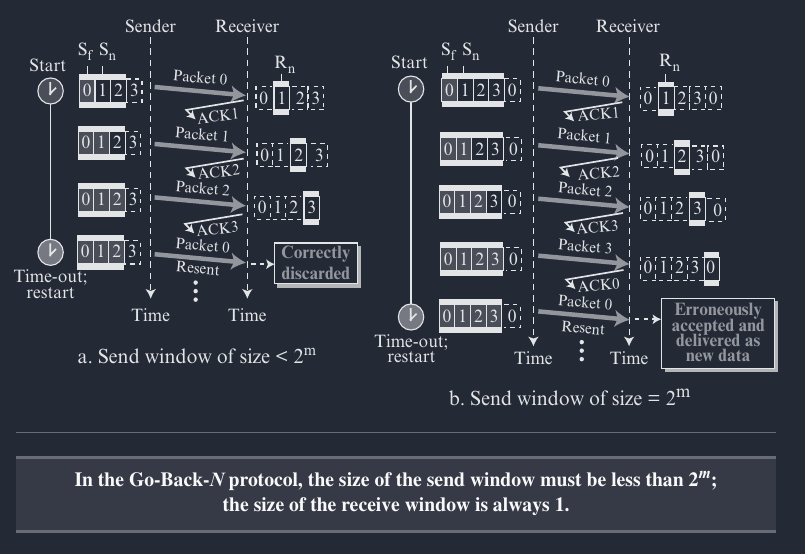 Sender Receiver
S_f S_n
Start
R_n
0 1 2 3
Packet 0
0 1 2 3
ACK1
0 1 2 3
Packet 1
0 1 2 3
ACK2
0 1 2 3
Packet 2
0 1 2 3
ACK3
0 1 2 3
Packet 0
Resent
Correctly
discarded
Time-out;
restart
Time Time
a. Send window of size < 2^m
Sender Receiver
S_f S_n
Start
R_n
0 1 2 3 0
Packet 0
0 1 2 3 0
ACK1
0 1 2 3 0
Packet 1
0 1 2 3 0
ACK2
0 1 2 3 0
Packet 2
0 1 2 3 0
ACK3
0 1 2 3 0
Packet 3
0 1 2 3 0
ACK0
0 1 2 3 0
Packet 0
Resent
Erroneously
accepted and
delivered as
new data
Time-out;
restart
Time Time
b. Send window of size = 2^m
In the Go-Back-N protocol, the size of the send window must be less than 2^m;
the size of the receive window is always 1.